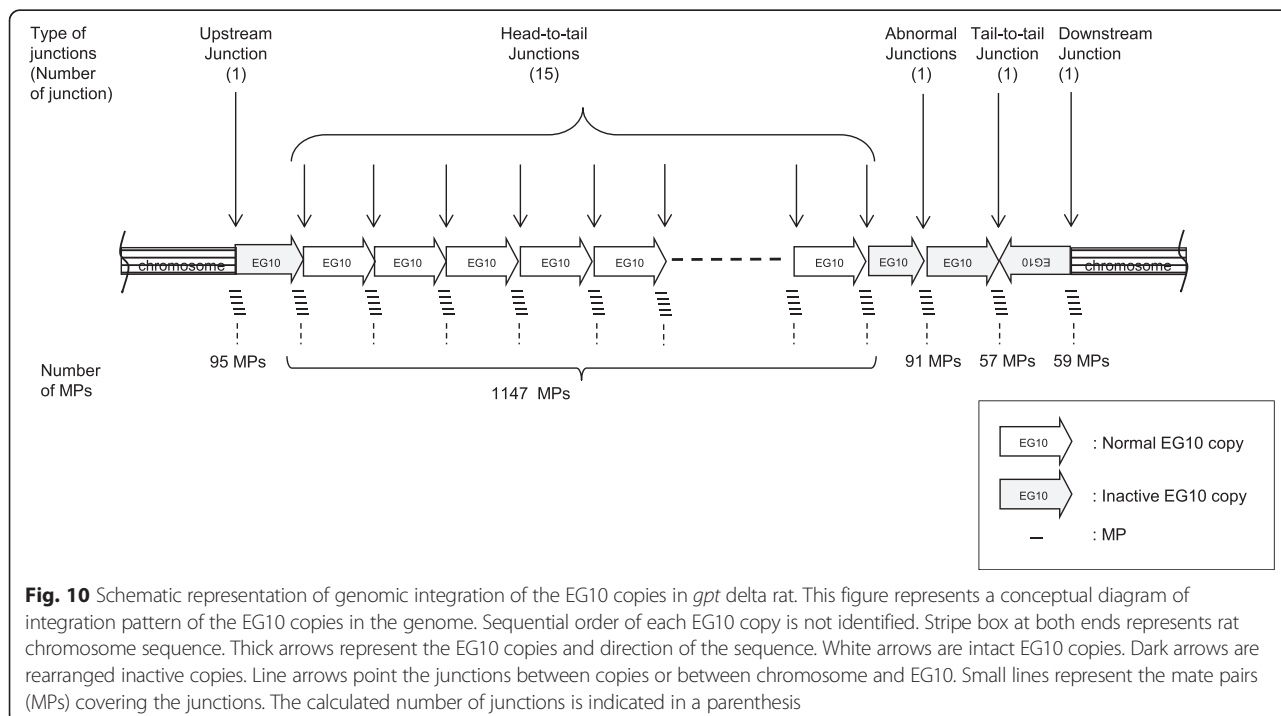 Type of junctions (Number of junction)
Upstream Junction (1)
Head-to-tail Junctions (15)
Abnormal Junctions (1)
Tail-to-tail Junction (1)
Downstream Junction (1)
chromosome
EG10
EG10
EG10
EG10
EG10
EG10
EG10
EG10
EG10
EG10
chromosome
Number of MPs
95 MPs
1147 MPs
91 MPs
57 MPs
59 MPs
EG10 : Normal EG10 copy
EG10 : Inactive EG10 copy
: MP
Fig. 10 Schematic representation of genomic integration of the EG10 copies in gpt delta rat. This figure represents a conceptual diagram of
integration pattern of the EG10 copies in the genome. Sequential order of each EG10 copy is not identified. Stripe box at both ends represents rat
chromosome sequence. Thick arrows represent the EG10 copies and direction of the sequence. White arrows are intact EG10 copies. Dark arrows are
rearranged inactive copies. Line arrows point the junctions between copies or between chromosome and EG10. Small lines represent the mate pairs
(MPs) covering the junctions. The calculated number of junctions is indicated in a parenthesis